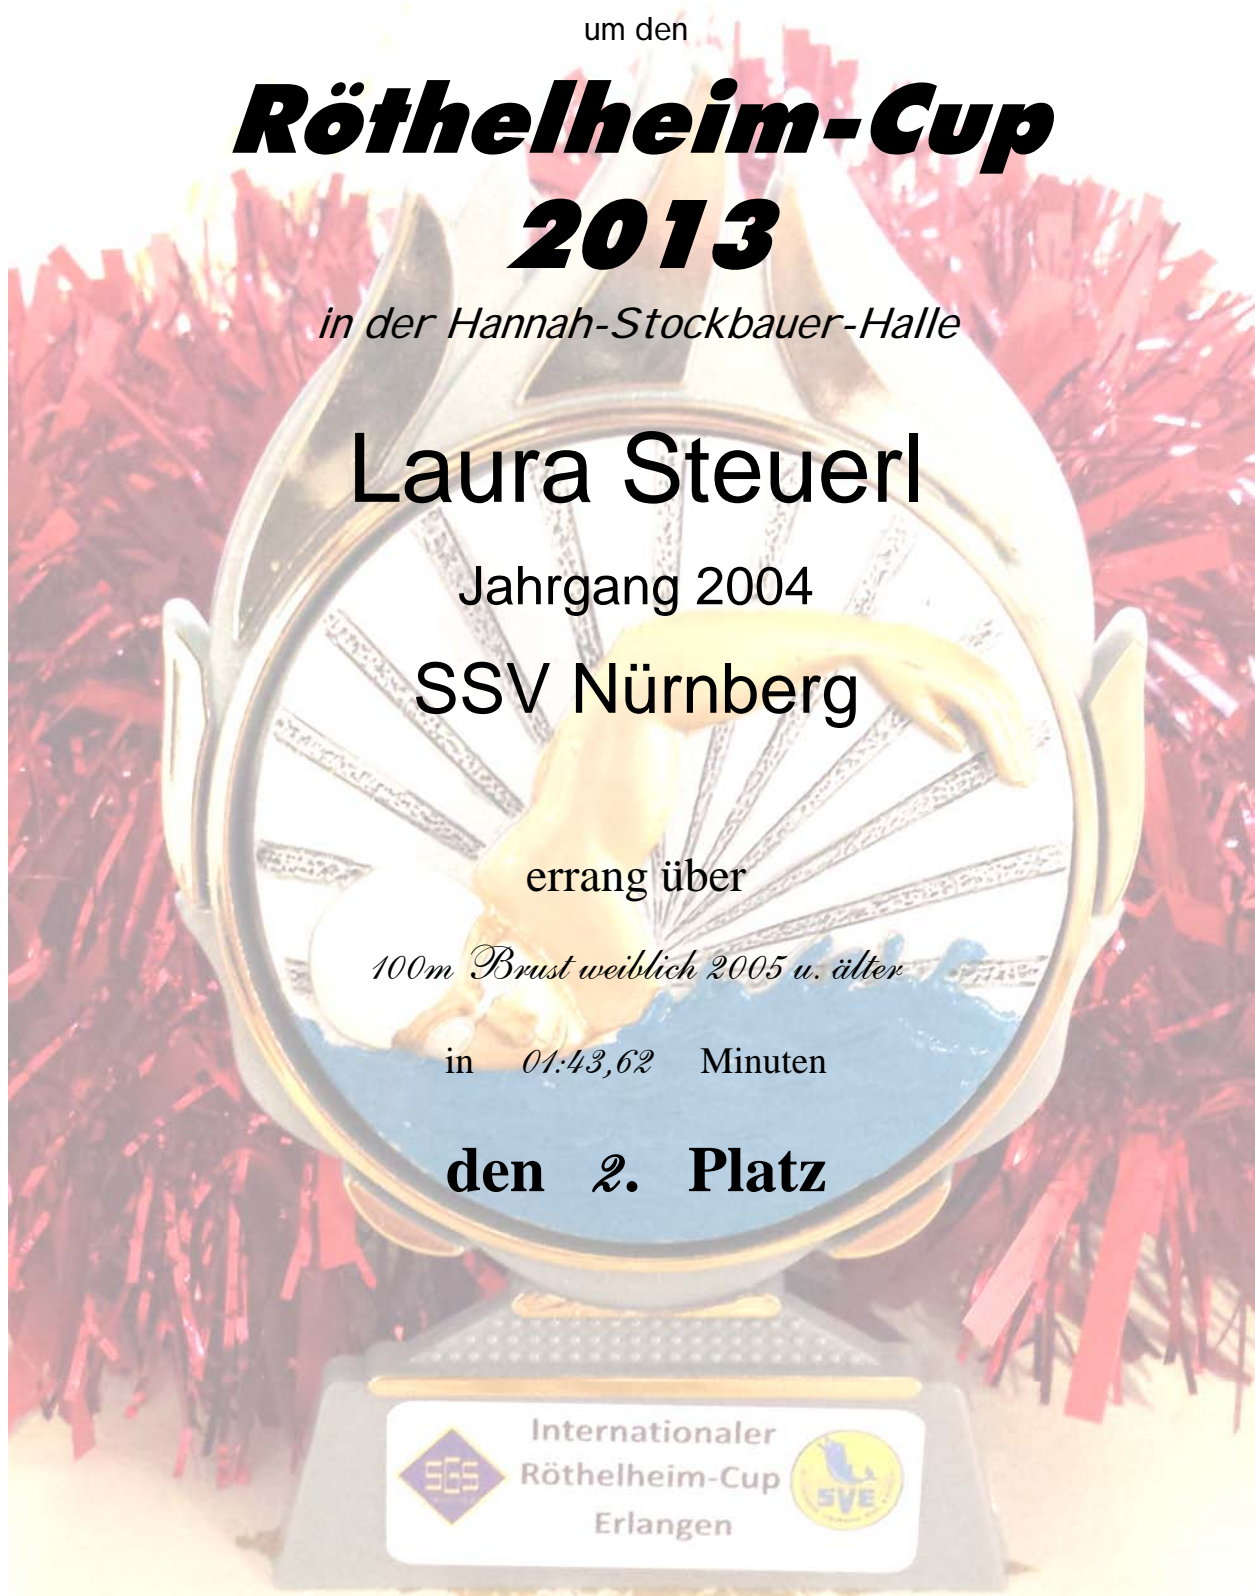 um den
Röthelheim-Cup
2013
in der Hannah-Stockbauer-Halle
Laura Steuerl
Jahrgang 2004
SSV Nürnberg
errang über
100m Brust weiblich 2005 u. älter
in 01:43,62 Minuten
den 2. Platz
Internationaler
SGS Röthelheim-Cup SVE
Erlangen